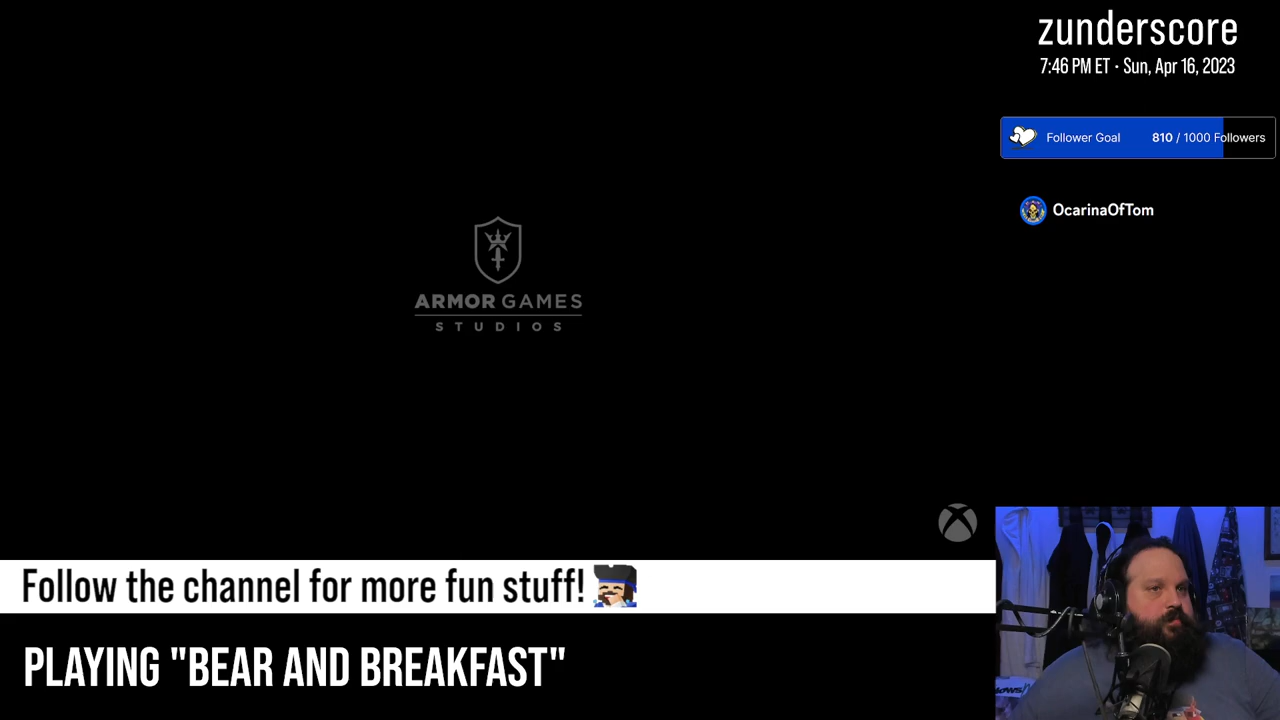 zunderscore
7:46 PM ET · Sun, Apr 16, 2023
Follower Goal 810 / 1000 Followers
OcarinaOfTom
ARMOR GAMES
STUDIOS
Follow the channel for more fun stuff!
PLAYING "BEAR AND BREAKFAST"